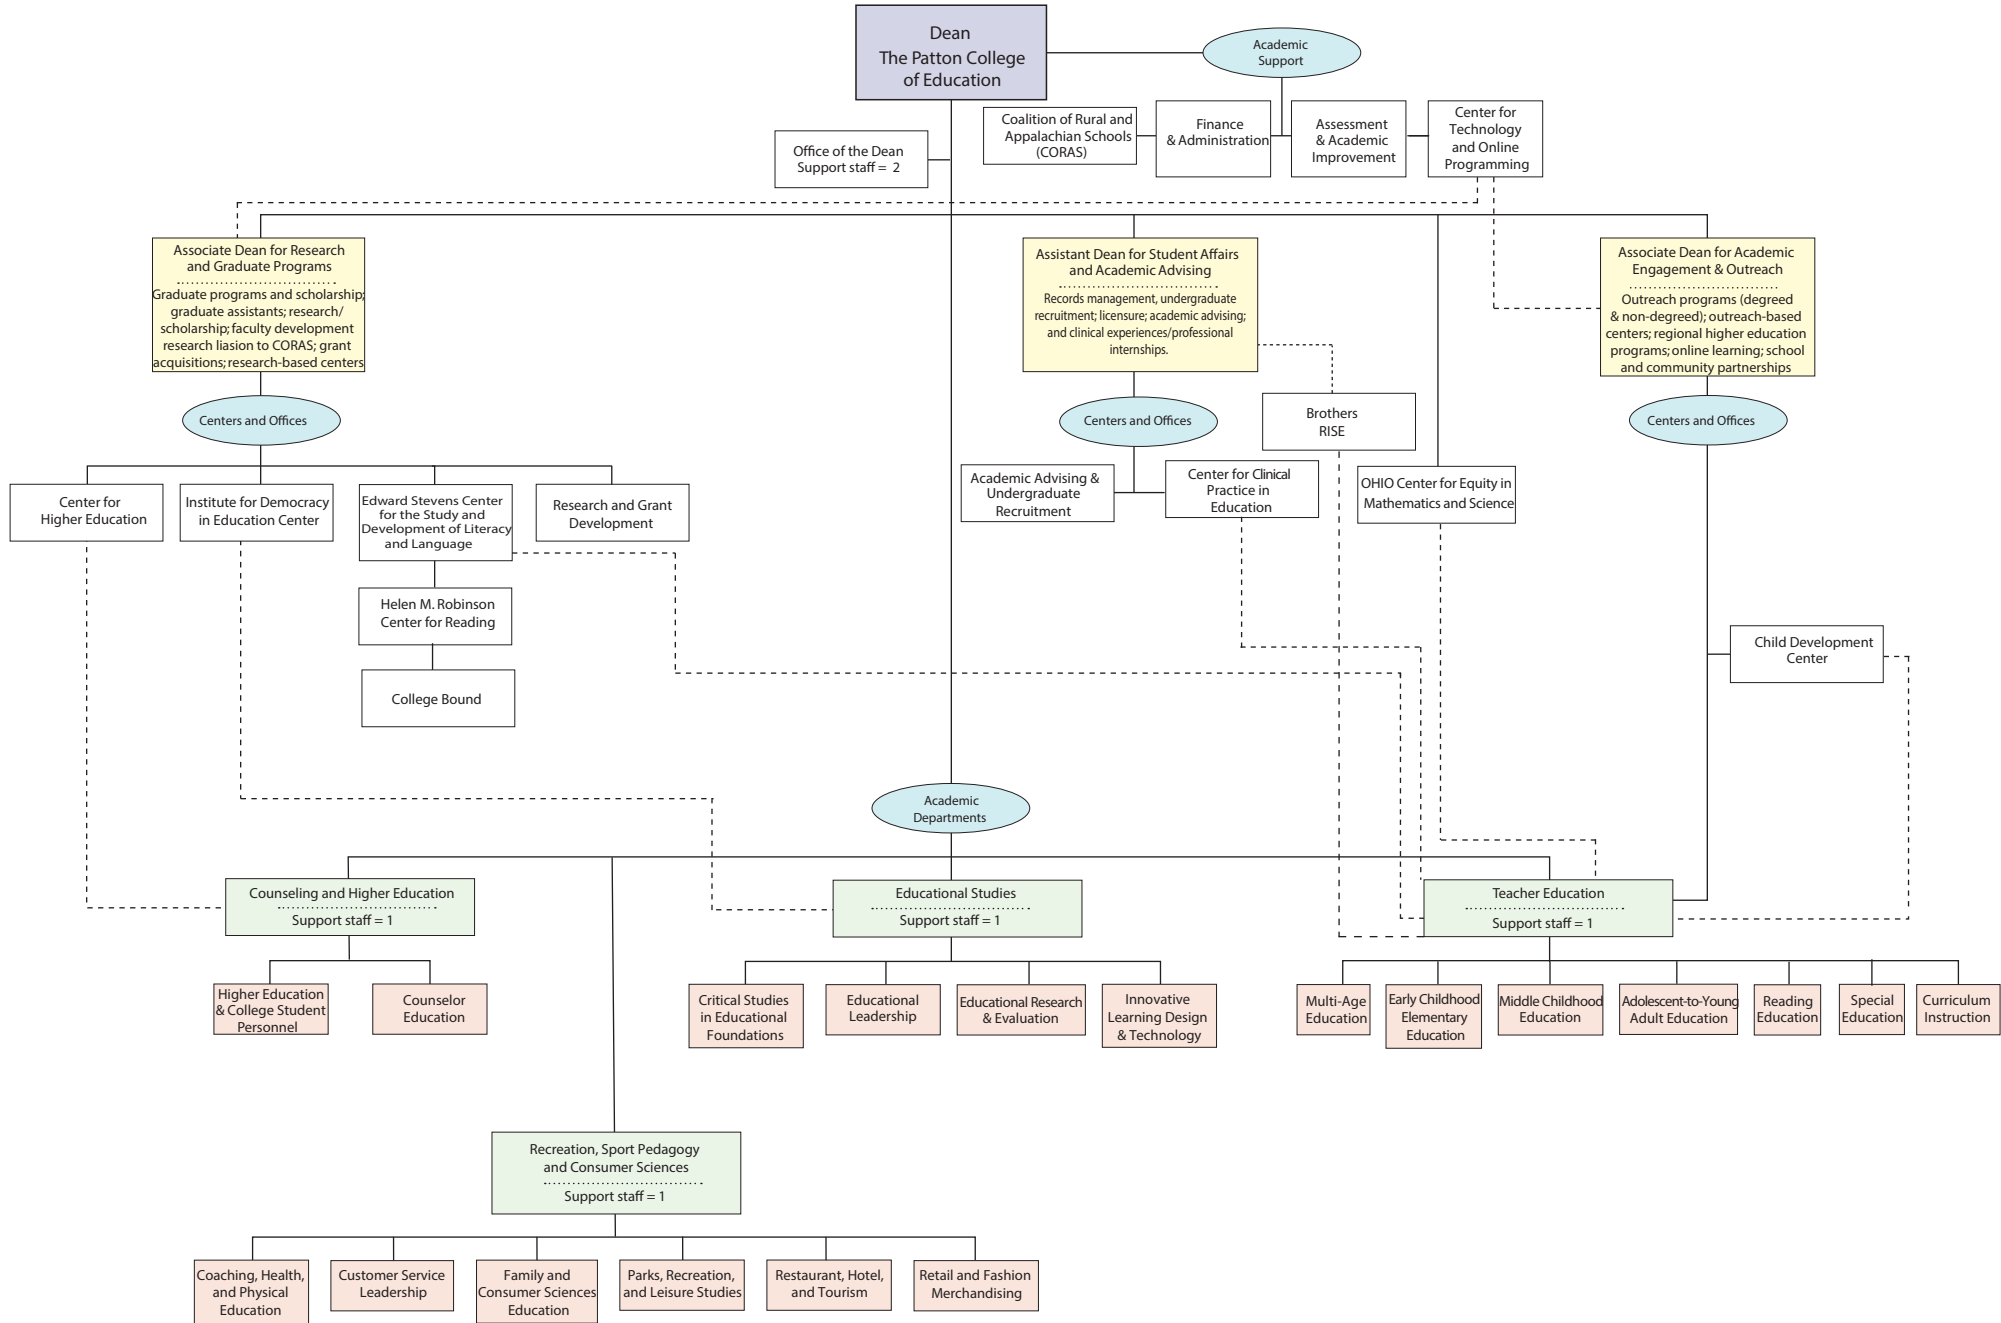 Dean
The Patton College
of Education
Academic
Support
Coalition of Rural and
Appalachian Schools
(CORAS)
Finance
& Administration
Assessment
& Academic
Improvement
Center for
Technology
and Online
Programming
Office of the Dean
Support staff = 2
Associate Dean for Research
and Graduate Programs
Graduate programs and scholarship;
graduate assistants; research/
scholarship; faculty development
research liasion to CORAS; grant
acquisitions; research-based centers
Assistant Dean for Student Affairs
and Academic Advising
Records management, undergraduate
recruitment; licensure; academic advising;
and clinical experiences/professional
internships.
Associate Dean for Academic
Engagement & Outreach
Outreach programs (degreed
& non-degreed); outreach-based
centers; regional higher education
programs; online learning; school
and community partnerships
Centers and Offices
Centers and Offices
Brothers
RISE
Centers and Offices
Center for
Higher Education
Institute for Democracy
in Education Center
Edward Stevens Center
for the Study and
Development of Literacy
and Language
Research and Grant
Development
Academic Advising &
Undergraduate
Recruitment
Center for Clinical
Practice in
Education
OHIO Center for Equity in
Mathematics and Science
Helen M. Robinson
Center for Reading
College Bound
Child Development
Center
Academic
Departments
Counseling and Higher Education
Support staff = 1
Educational Studies
Support staff = 1
Teacher Education
Support staff = 1
Higher Education
& College Student
Personnel
Counselor
Education
Critical Studies
in Educational
Foundations
Educational
Leadership
Educational Research
& Evaluation
Innovative
Learning Design
& Technology
Multi-Age
Education
Early Childhood
Elementary
Education
Middle Childhood
Education
Adolescent-to-Young
Adult Education
Reading
Education
Special
Education
Curriculum
Instruction
Recreation, Sport Pedagogy
and Consumer Sciences
Support staff = 1
Coaching, Health,
and Physical
Education
Customer Service
Leadership
Family and
Consumer Sciences
Education
Parks, Recreation,
and Leisure Studies
Restaurant, Hotel,
and Tourism
Retail and Fashion
Merchandising